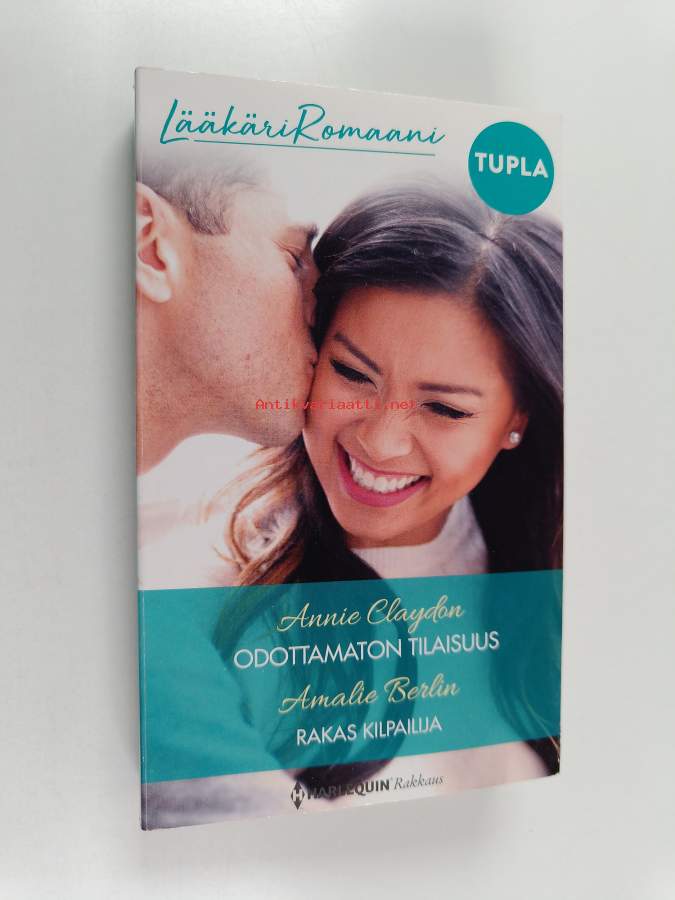 LääkäriRomaani
TUPLA
Antikvariaatti.net
Annie Claydon
ODOTTAMATON TILAISUUS
Amalie Berlin
RAKAS KILPAILIJA
HARLEQUIN® Rakkaus